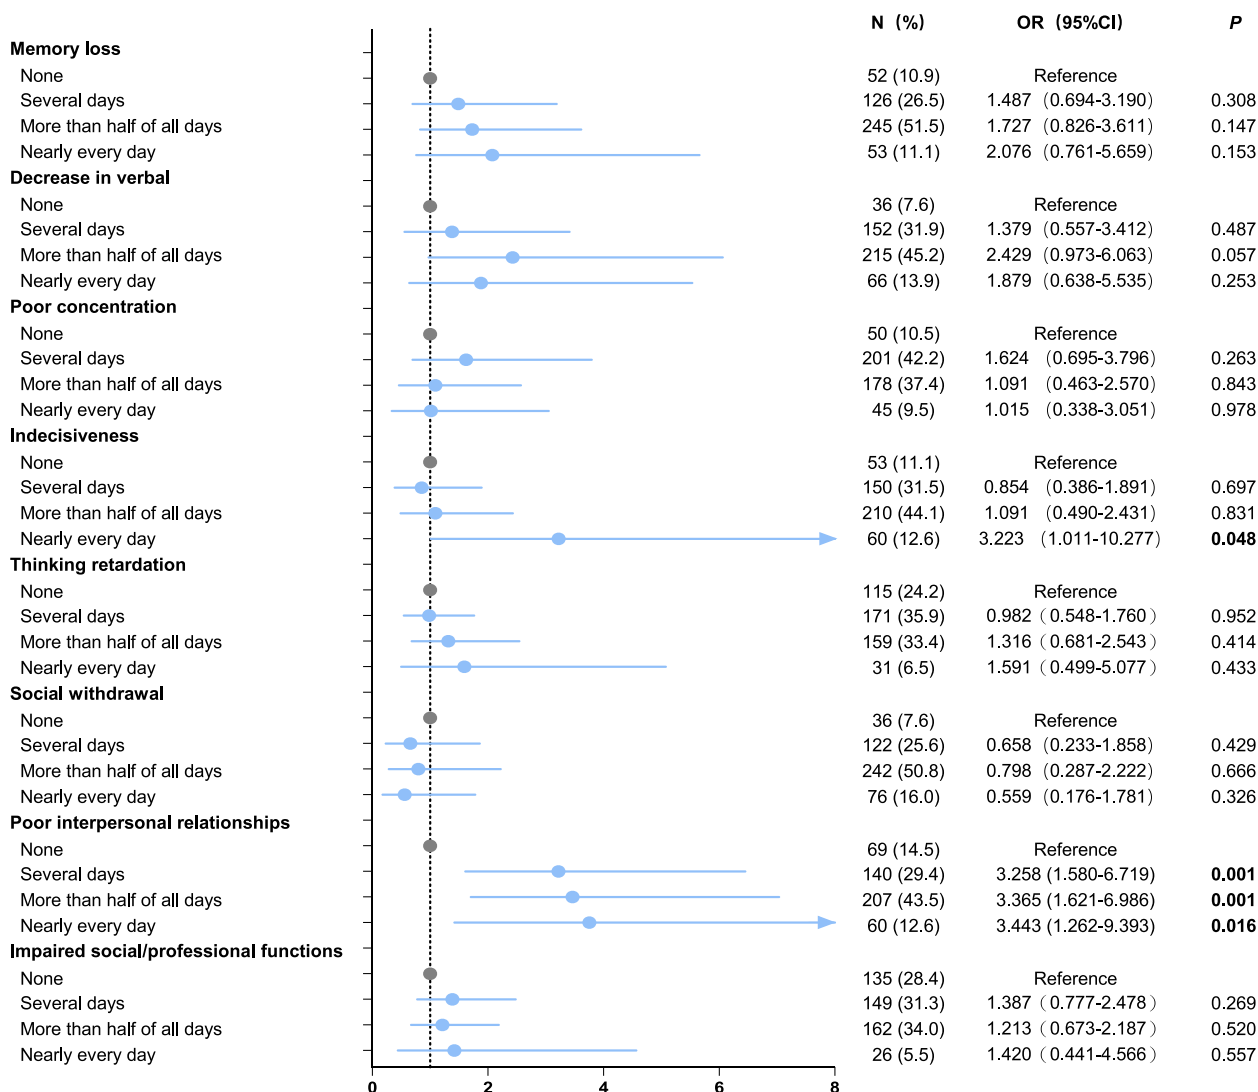 N (%) OR (95%CI) P
Memory loss
None 52 (10.9) Reference
Several days 126 (26.5) 1.487 (0.694-3.190) 0.308
More than half of all days 245 (51.5) 1.727 (0.826-3.611) 0.147
Nearly every day 53 (11.1) 2.076 (0.761-5.659) 0.153
Decrease in verbal
None 36 (7.6) Reference
Several days 152 (31.9) 1.379 (0.557-3.412) 0.487
More than half of all days 215 (45.2) 2.429 (0.973-6.063) 0.057
Nearly every day 66 (13.9) 1.879 (0.638-5.535) 0.253
Poor concentration
None 50 (10.5) Reference
Several days 201 (42.2) 1.624 (0.695-3.796) 0.263
More than half of all days 178 (37.4) 1.091 (0.463-2.570) 0.843
Nearly every day 45 (9.5) 1.015 (0.338-3.051) 0.978
Indecisiveness
None 53 (11.1) Reference
Several days 150 (31.5) 0.854 (0.386-1.891) 0.697
More than half of all days 210 (44.1) 1.091 (0.490-2.431) 0.831
Nearly every day 60 (12.6) 3.223 (1.011-10.277) 0.048
Thinking retardation
None 115 (24.2) Reference
Several days 171 (35.9) 0.982 (0.548-1.760) 0.952
More than half of all days 159 (33.4) 1.316 (0.681-2.543) 0.414
Nearly every day 31 (6.5) 1.591 (0.499-5.077) 0.433
Social withdrawal
None 36 (7.6) Reference
Several days 122 (25.6) 0.658 (0.233-1.858) 0.429
More than half of all days 242 (50.8) 0.798 (0.287-2.222) 0.666
Nearly every day 76 (16.0) 0.559 (0.176-1.781) 0.326
Poor interpersonal relationships
None 69 (14.5) Reference
Several days 140 (29.4) 3.258 (1.580-6.719) 0.001
More than half of all days 207 (43.5) 3.365 (1.621-6.986) 0.001
Nearly every day 60 (12.6) 3.443 (1.262-9.393) 0.016
Impaired social/professional functions
None 135 (28.4) Reference
Several days 149 (31.3) 1.387 (0.777-2.478) 0.269
More than half of all days 162 (34.0) 1.213 (0.673-2.187) 0.520
Nearly every day 26 (5.5) 1.420 (0.441-4.566) 0.557
0 2 4 6 8